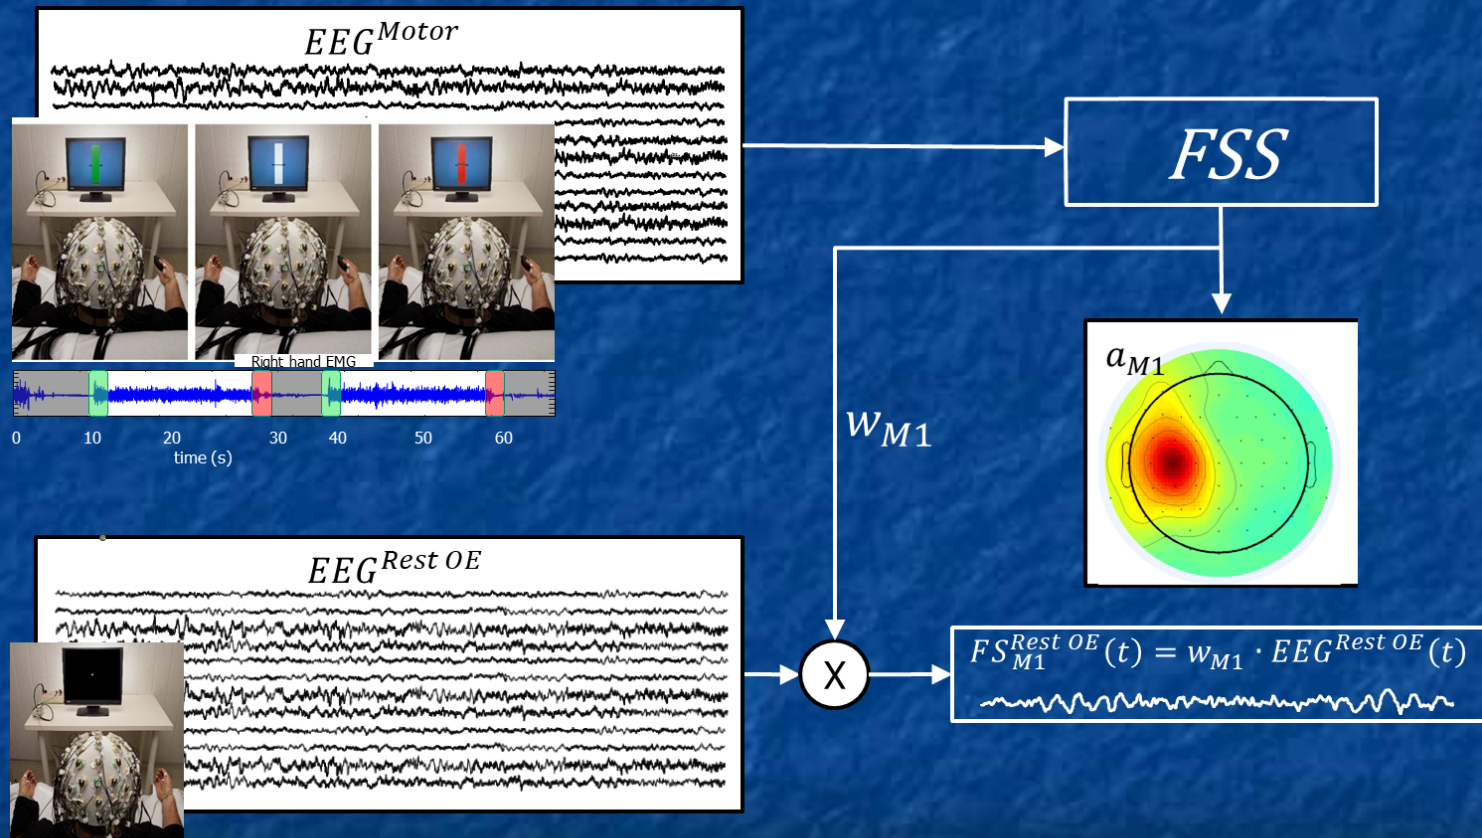 EEG^Motor
FSS
Right hand EMG
0 10 20 30 40 50 60
time (s)
a_M1
w_M1
EEG^Rest OE
X
FS_M1^Rest OE(t) = w_M1 · EEG^Rest OE(t)